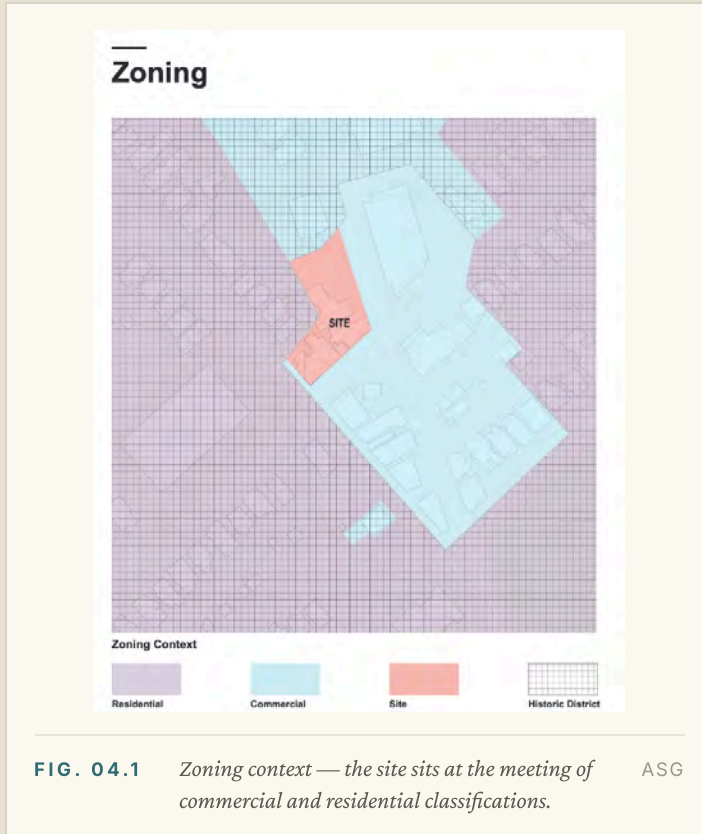 Zoning
SITE
Zoning Context
Residential
Commercial
Site
Historic District
FIG. 04.1
Zoning context — the site sits at the meeting of
commercial and residential classifications.
ASG